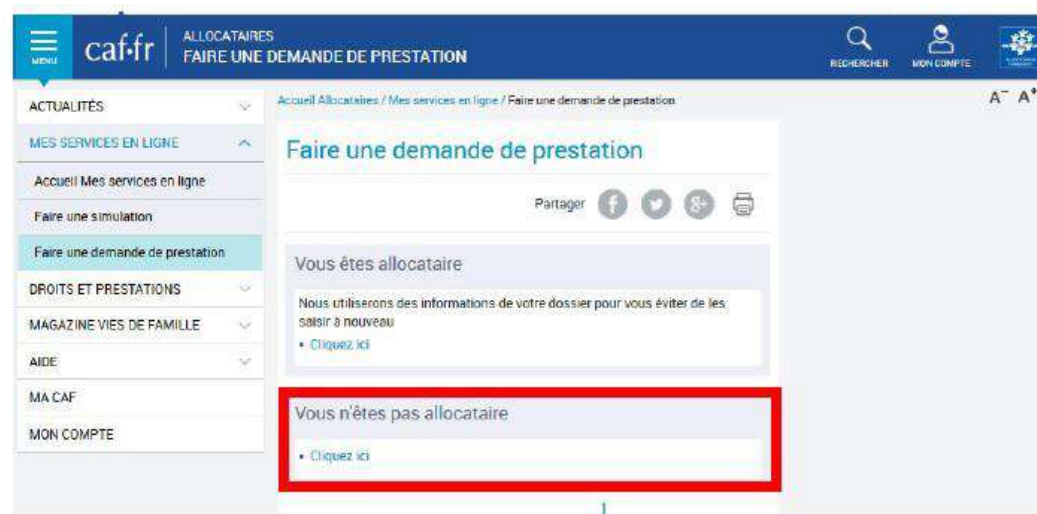 MENU
caf.fr
ALLOCATAIRES
FAIRE UNE DEMANDE DE PRESTATION
RECHERCHER
MON COMPTE
ACTUALITÉS
MES SERVICES EN LIGNE
Accueil Mes services en ligne
Faire une simulation
Faire une demande de prestation
DROITS ET PRESTATIONS
MAGAZINE VIES DE FAMILLE
AIDE
MA CAF
MON COMPTE
Accueil Allocataires / Mes services en ligne / Faire une demande de prestation
A- A+
Faire une demande de prestation
Partager
Vous êtes allocataire
Nous utiliserons des informations de votre dossier pour vous éviter de les
saisir à nouveau
• Cliquez ici
Vous n'êtes pas allocataire
• Cliquez ici